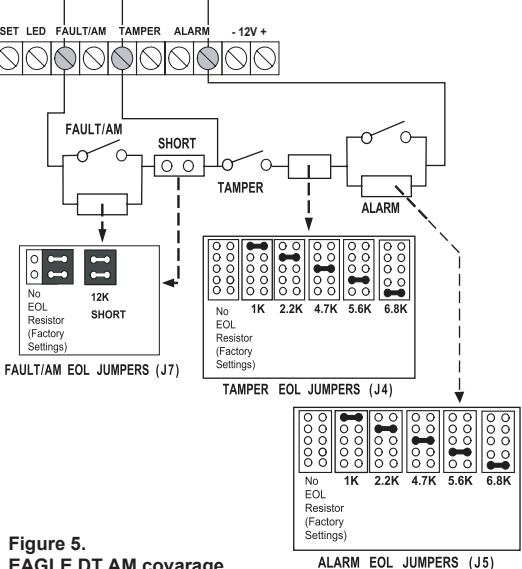 SET LED FAULT/AM TAMPER ALARM - 12V +
FAULT/AM
SHORT
TAMPER
ALARM
No
EOL
Resistor
(Factory
Settings)
12K
SHORT
FAULT/AM EOL JUMPERS (J7)
1K 2.2K 4.7K 5.6K 6.8K
No
EOL
Resistor
(Factory
Settings)
TAMPER EOL JUMPERS (J4)
1K 2.2K 4.7K 5.6K 6.8K
No
EOL
Resistor
(Factory
Settings)
ALARM EOL JUMPERS (J5)
Figure 5.
EAGLE DT AM covarage